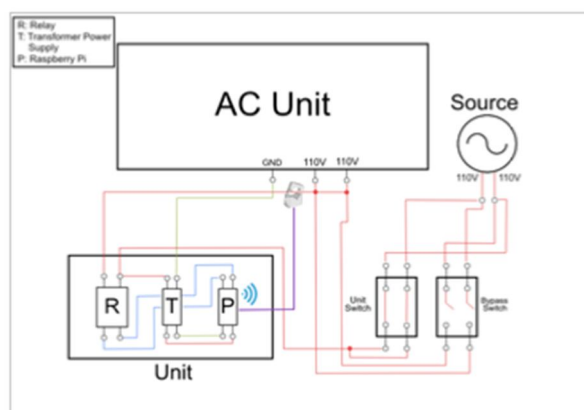 R: Relay
T: Transformer Power
Supply
P: Raspberry Pi
AC Unit
Source
GND 110V 110V
110V 110V
R T P
Unit
Switch
Bypass
Switch
Unit